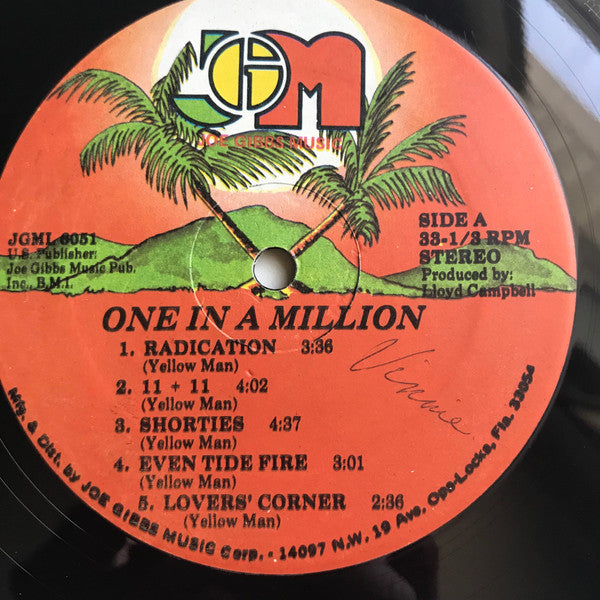 JGM
JOE GIBBS MUSIC
JGML 6051
U.S. Publisher:
Joe Gibbs Music Pub.
Inc., B.M.I.
SIDE A
33-1/3 RPM
STEREO
Produced by:
Lloyd Campbell
ONE IN A MILLION
1. RADICATION 3:36
(Yellow Man)
2. 11 + 11 4:02
(Yellow Man)
3. SHORTIES 4:37
(Yellow Man)
4. EVEN TIDE FIRE 3:01
(Yellow Man)
5. LOVERS' CORNER 2:36
(Yellow Man)
Vinnie
Mfg. & Dist. by JOE GIBBS MUSIC Corp. - 14097 N.W. 19 Ave. Opa-Locka, Fla. 33054